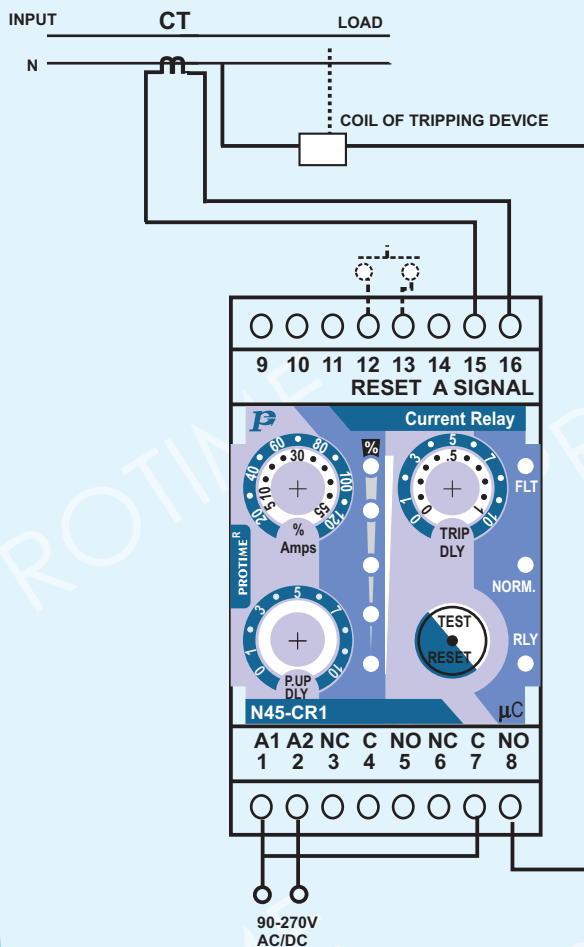 INPUT CT LOAD
N
COIL OF TRIPPING DEVICE
9 10 11 12 13 14 15 16
RESET A SIGNAL
p Current Relay
60 80
40 100
20 120
30
5 10 55
%
Amps
%
3 5 7
1
0 10
.5
0 1
TRIP
DLY
FLT
PROTIME R
NORM.
3 5 7
1
0 10
P.UP
DLY
TEST
RESET
RLY
N45-CR1 µC
A1 A2 NC C NO NC C NO
1 2 3 4 5 6 7 8
90-270V
AC/DC
PROTIME